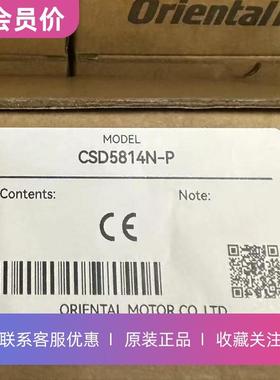 会员价
Oriental
MODEL
CSD5814N-P
Contents:
Note:
CE
ORIENTAL MOTOR CO.,LTD.
联系客服优惠 | 原装正品 | 收藏关注